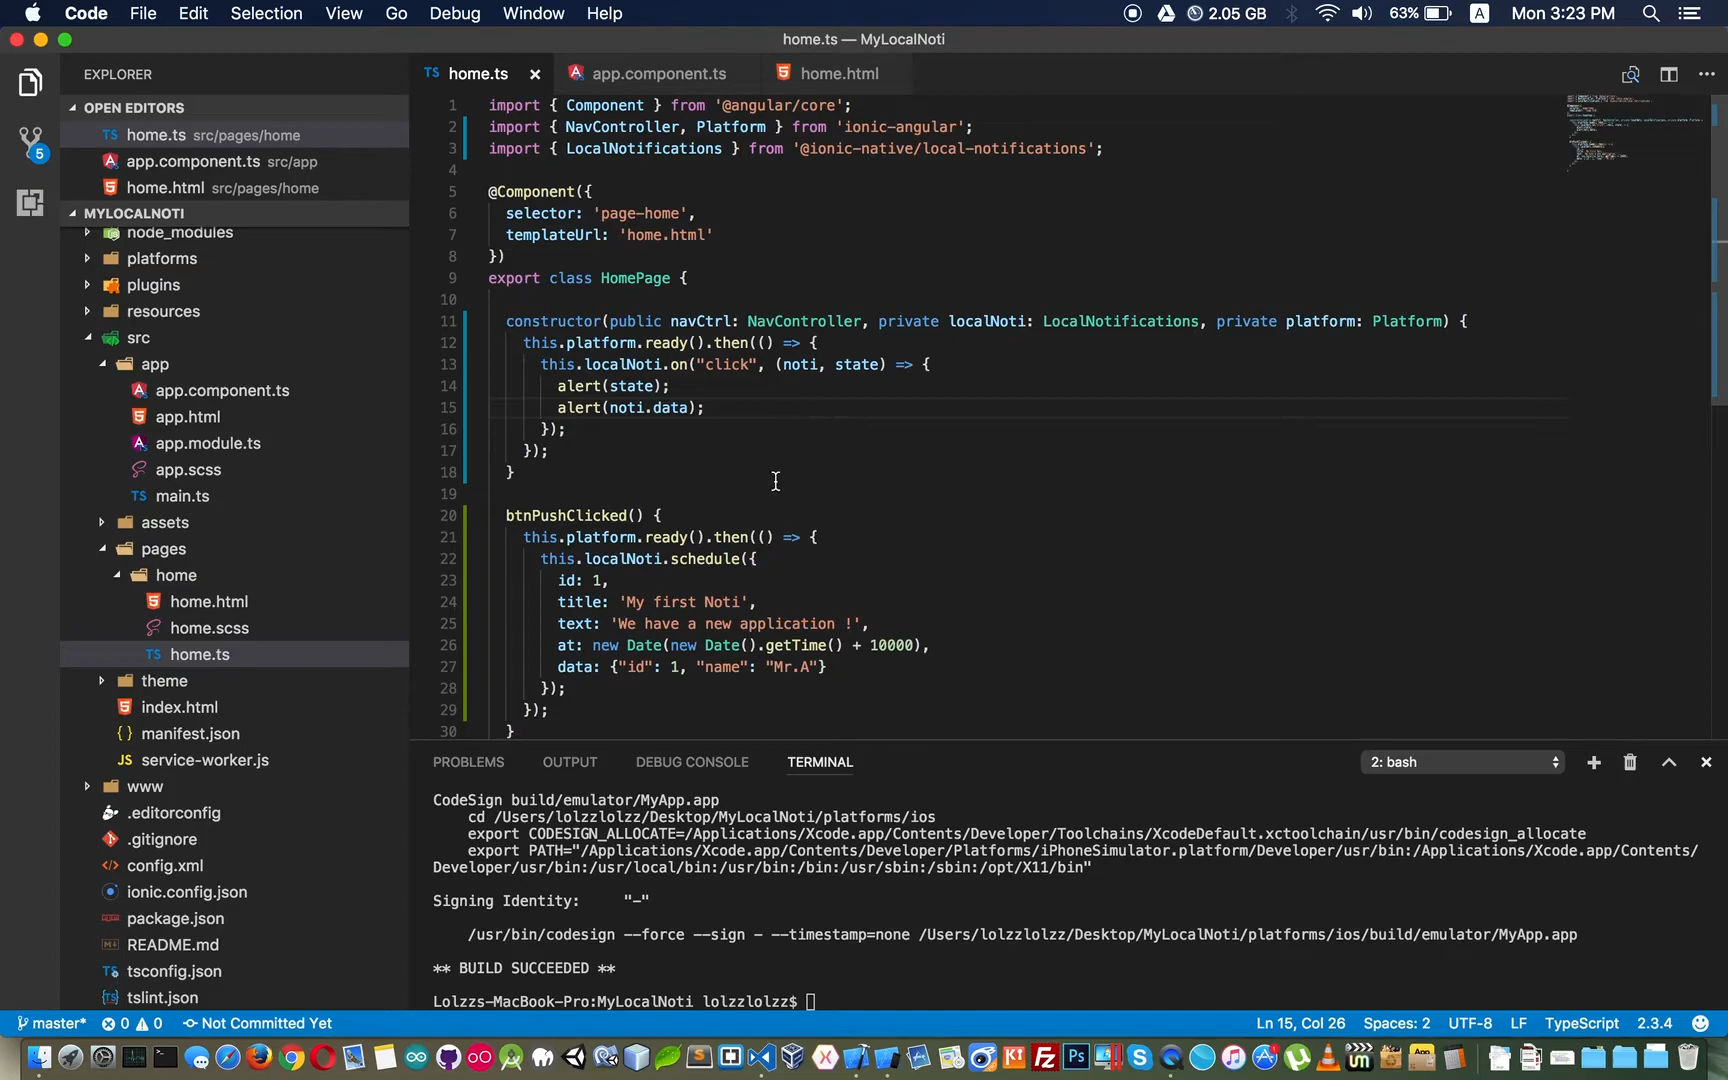 Code File Edit Selection View Go Debug Window Help 2.05 GB 63% A Mon 3:23 PM
home.ts — MyLocalNoti
EXPLORER
OPEN EDITORS
TS home.ts src/pages/home
app.component.ts src/app
home.html src/pages/home
MYLOCALNOTI
node_modules
platforms
plugins
resources
src
app
app.component.ts
app.html
app.module.ts
app.scss
TS main.ts
assets
pages
home
home.html
home.scss
TS home.ts
theme
index.html
{ } manifest.json
JS service-worker.js
www
.editorconfig
.gitignore
config.xml
ionic.config.json
package.json
README.md
tsconfig.json
tslint.json
5
TS home.ts × app.component.ts home.html
1 import { Component } from '@angular/core';
2 import { NavController, Platform } from 'ionic-angular';
3 import { LocalNotifications } from '@ionic-native/local-notifications';
4
5 @Component({
6 selector: 'page-home',
7 templateUrl: 'home.html'
8 })
9 export class HomePage {
10
11 constructor(public navCtrl: NavController, private localNoti: LocalNotifications, private platform: Platform) {
12 this.platform.ready().then(() => {
13 this.localNoti.on("click", (noti, state) => {
14 alert(state);
15 alert(noti.data);
16 });
17 });
18 }
19
20 btnPushClicked() {
21 this.platform.ready().then(() => {
22 this.localNoti.schedule({
23 id: 1,
24 title: 'My first Noti',
25 text: 'We have a new application !',
26 at: new Date(new Date().getTime() + 10000),
27 data: {"id": 1, "name": "Mr.A"}
28 });
29 });
30 }
PROBLEMS OUTPUT DEBUG CONSOLE TERMINAL 2: bash
CodeSign build/emulator/MyApp.app
cd /Users/lolzzlolzz/Desktop/MyLocalNoti/platforms/ios
export CODESIGN_ALLOCATE=/Applications/Xcode.app/Contents/Developer/Toolchains/XcodeDefault.xctoolchain/usr/bin/codesign_allocate
export PATH="/Applications/Xcode.app/Contents/Developer/Platforms/iPhoneSimulator.platform/Developer/usr/bin:/Applications/Xcode.app/Contents/
Developer/usr/bin:/usr/local/bin:/usr/bin:/bin:/usr/sbin:/sbin:/opt/X11/bin"
Signing Identity: "-"
/usr/bin/codesign --force --sign - --timestamp=none /Users/lolzzlolzz/Desktop/MyLocalNoti/platforms/ios/build/emulator/MyApp.app
** BUILD SUCCEEDED **
Lolzzs-MacBook-Pro:MyLocalNoti lolzzlolzz$
master* 0 0 Not Committed Yet Ln 15, Col 26 Spaces: 2 UTF-8 LF TypeScript 2.3.4